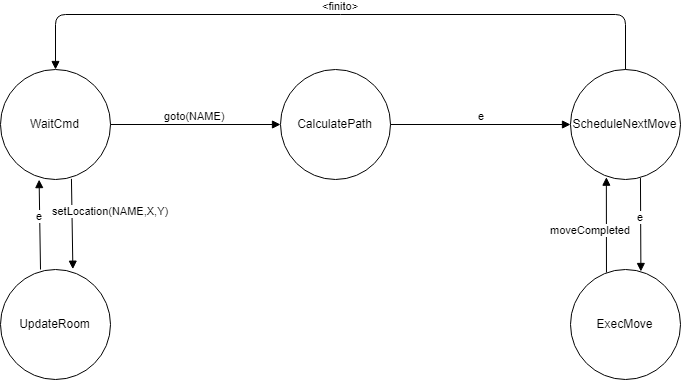 <finito>
WaitCmd
goto(NAME)
CalculatePath
e
ScheduleNextMove
e
setLocation(NAME,X,Y)
moveCompleted
e
UpdateRoom
ExecMove